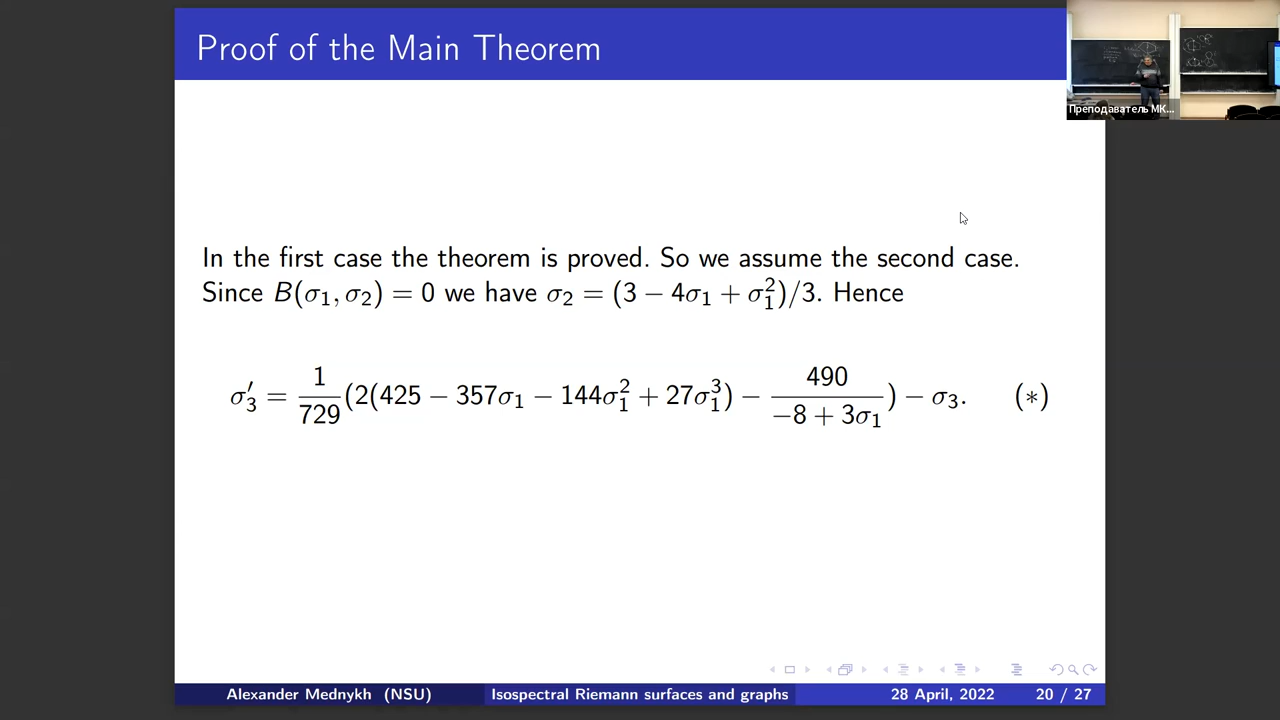 Proof of the Main Theorem
Преподаватель МК...
In the first case the theorem is proved. So we assume the second case.
Since B(σ₁, σ₂) = 0 we have σ₂ = (3 − 4σ₁ + σ₁²)/3. Hence
σ₃′ = 1/729 (2(425 − 357σ₁ − 144σ₁² + 27σ₁³) − 490/(−8 + 3σ₁)) − σ₃. (∗)
Alexander Mednykh (NSU) Isospectral Riemann surfaces and graphs 28 April, 2022 20 / 27